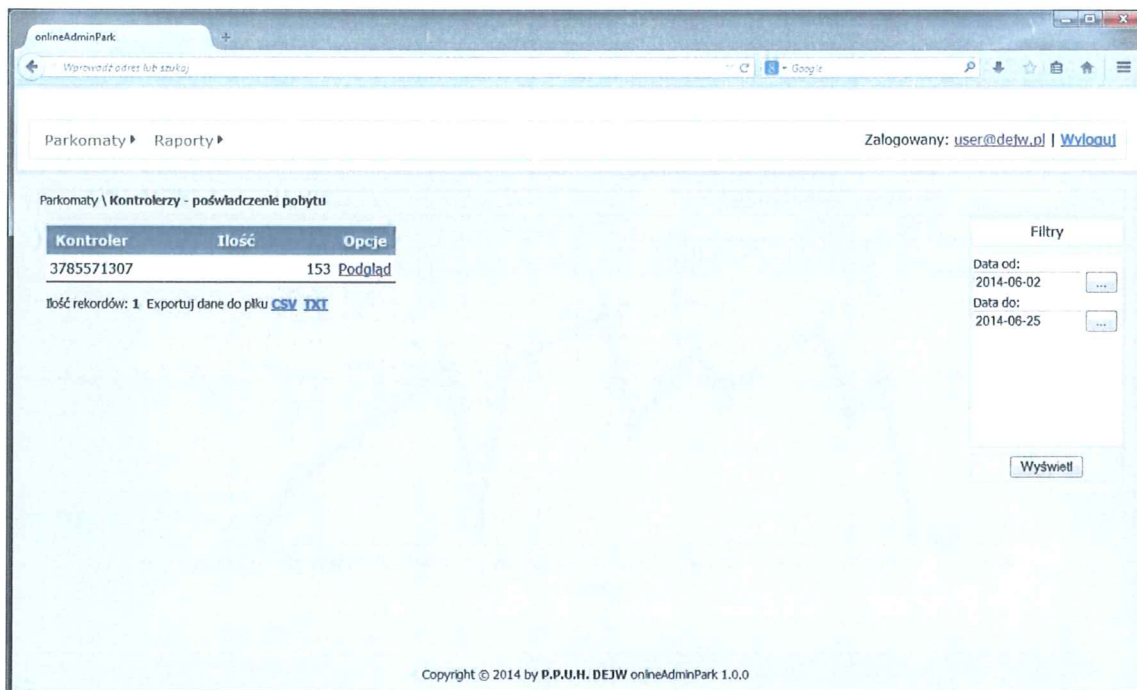 onlineAdminPark
Wprowadź adres lub szukaj
Google
Parkomaty Raporty
Zalogowany: user@dejw.pl | Wyloguj
Parkomaty \ Kontrolerzy - poświadczenie pobytu
Kontroler Ilość Opcje
3785571307 153 Podgląd
Ilość rekordów: 1 Exportuj dane do pliku CSV TXT
Filtry
Data od:
2014-06-02 ...
Data do:
2014-06-25 ...
Wyświetl
Copyright © 2014 by P.P.U.H. DEJW onlineAdminPark 1.0.0